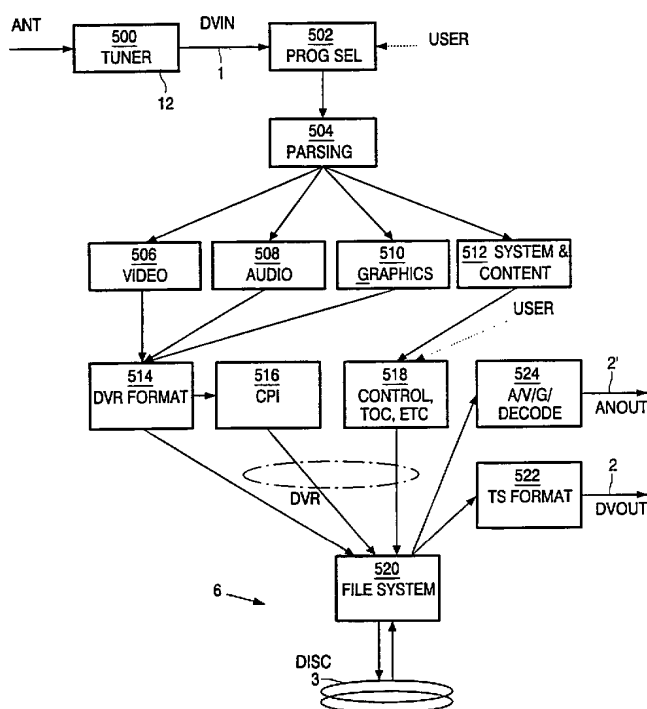 ANT
500
TUNER
12
DVIN
1
502
PROG SEL
USER
504
PARSING
506
VIDEO
508
AUDIO
510
GRAPHICS
512 SYSTEM &
CONTENT
USER
514
DVR FORMAT
516
CPI
518
CONTROL,
TOC, ETC
524
A/V/G/
DECODE
2'
ANOUT
DVR
522
TS FORMAT
2
DVOUT
520
FILE SYSTEM
6
DISC
3